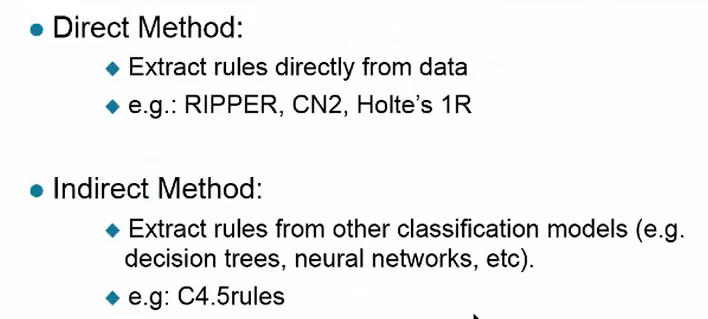 ● Direct Method:
◆ Extract rules directly from data
◆ e.g.: RIPPER, CN2, Holte's 1R
● Indirect Method:
◆ Extract rules from other classification models (e.g.
decision trees, neural networks, etc).
◆ e.g: C4.5rules